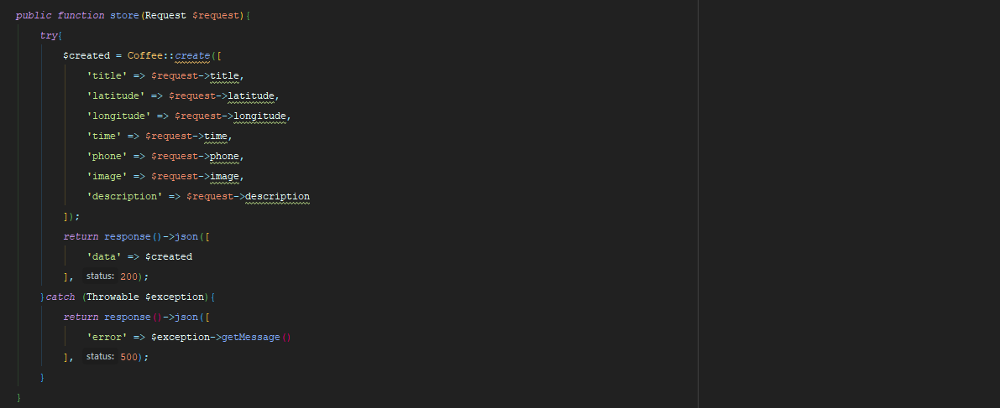 public function store(Request $request){
try{
$created = Coffee::create([
'title' => $request->title,
'latitude' => $request->latitude,
'longitude' => $request->longitude,
'time' => $request->time,
'phone' => $request->phone,
'image' => $request->image,
'description' => $request->description
]);
return response()->json([
'data' => $created
], status: 200);
}catch (Throwable $exception){
return response()->json([
'error' => $exception->getMessage()
], status: 500);
}
}